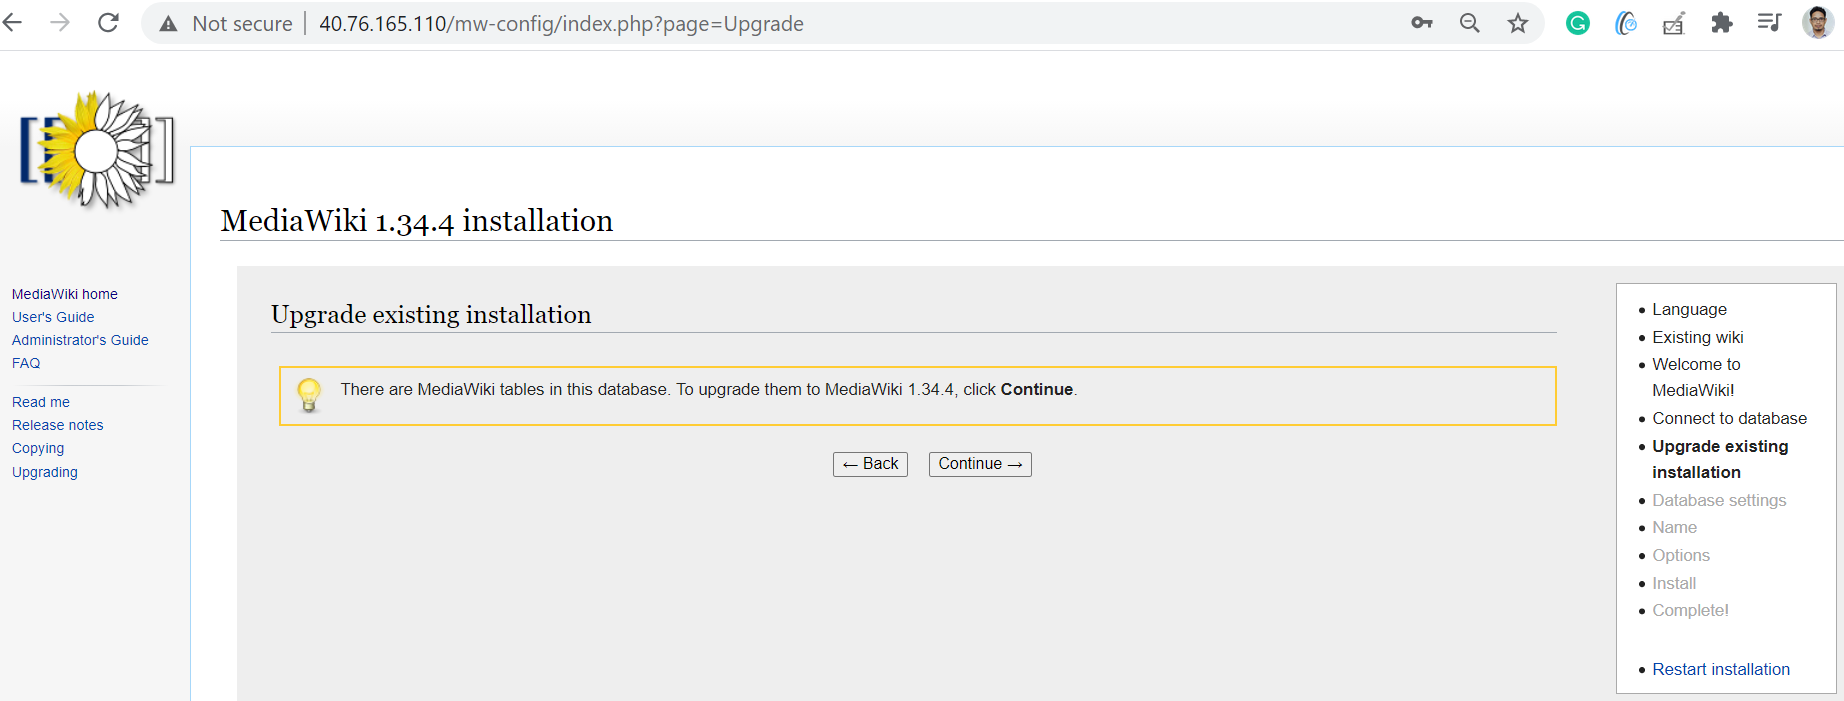 Not secure 40.76.165.110/mw-config/index.php?page=Upgrade
MediaWiki 1.34.4 installation
MediaWiki home
User's Guide
Administrator's Guide
FAQ
Read me
Release notes
Copying
Upgrading
Upgrade existing installation
There are MediaWiki tables in this database. To upgrade them to MediaWiki 1.34.4, click Continue.
← Back
Continue →
Language
Existing wiki
Welcome to
MediaWiki!
Connect to database
Upgrade existing
installation
Database settings
Name
Options
Install
Complete!
Restart installation